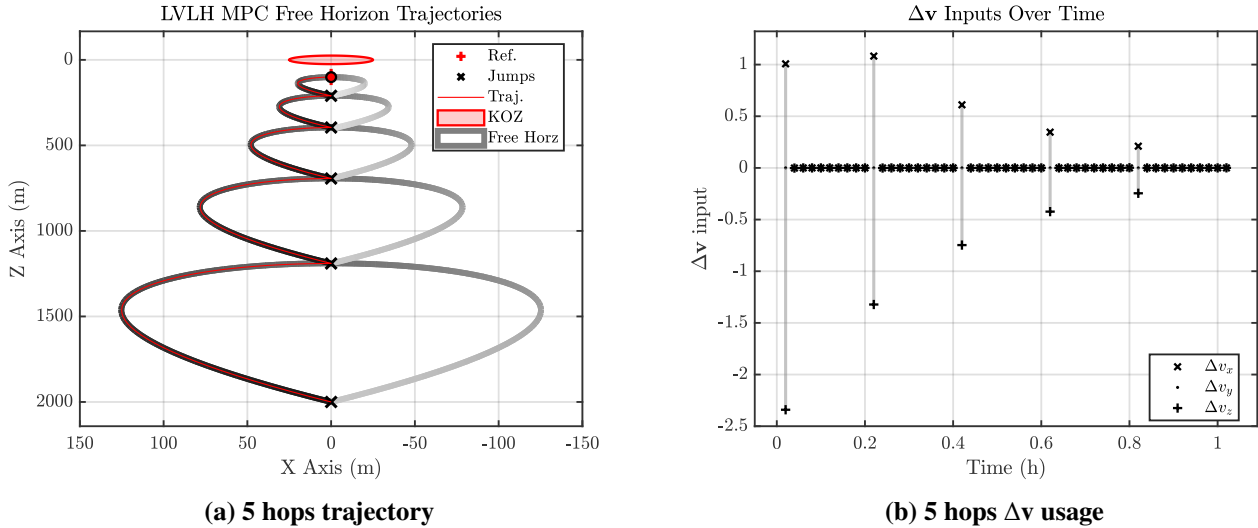 LVLH MPC Free Horizon Trajectories
0
500
1000
1500
2000
Z Axis (m)
150
100
50
0
-50
-100
-150
X Axis (m)
Ref.
Jumps
Traj.
KOZ
Free Horz
(a) 5 hops trajectory
Δv Inputs Over Time
1
0.5
0
-0.5
-1
-1.5
-2
-2.5
Δv input
0
0.2
0.4
0.6
0.8
1
Time (h)
Δvₓ
Δv_y
Δv_z
(b) 5 hops Δv usage